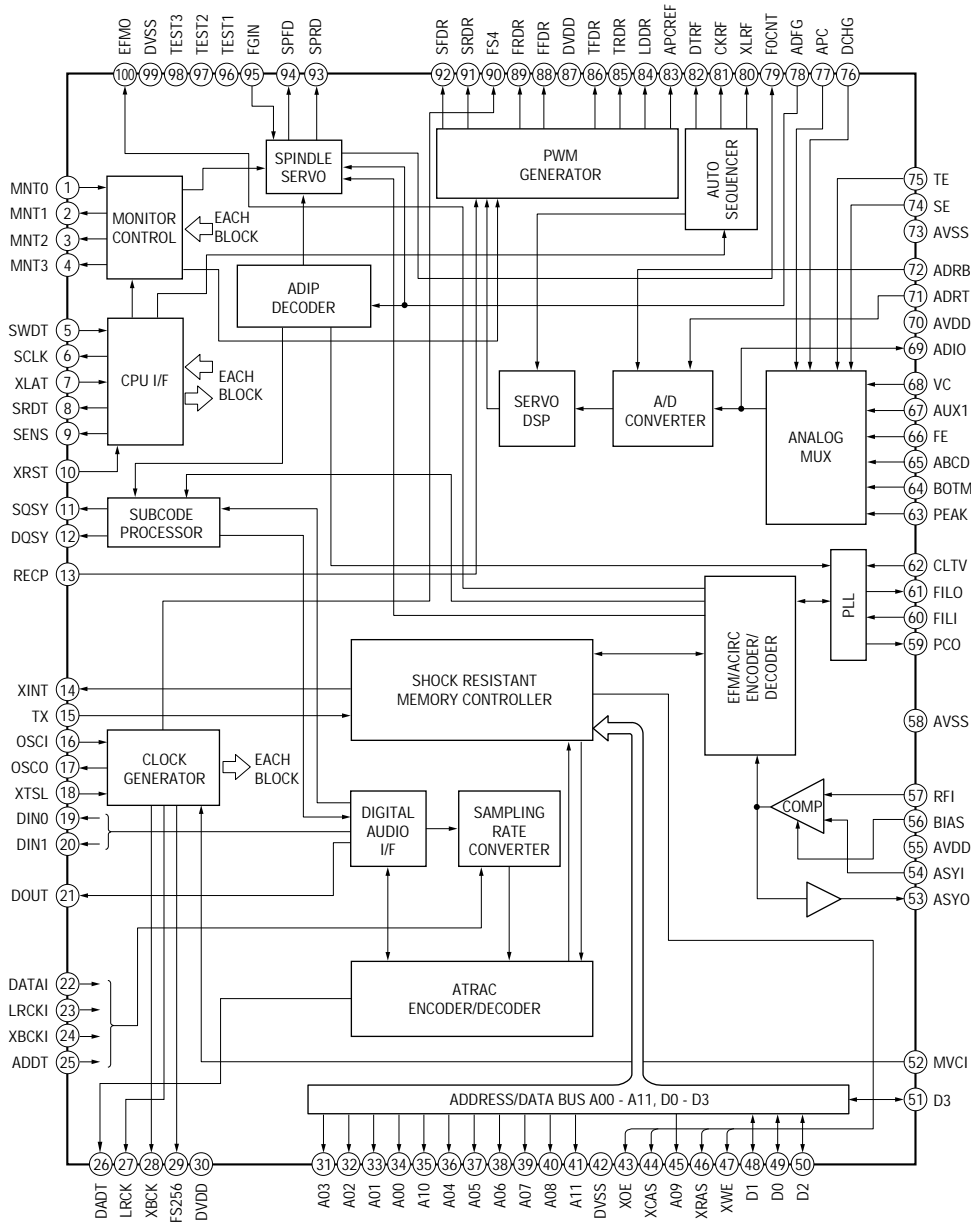 EFMO
DVSS
TEST3
TEST2
TEST1
FGIN
SPFD
SPRD
SFDR
SRDR
FS4
FRDR
FFDR
DVDD
TFDR
TRDR
LDDR
APCREF
DTRF
CKRF
XLRF
F0CNT
ADFG
APC
DCHG
100 99 98 97 96 95 94 93 92 91 90 89 88 87 86 85 84 83 82 81 80 79 78 77 76
MNT0 1
MNT1 2
MNT2 3
MNT3 4
SWDT 5
SCLK 6
XLAT 7
SRDT 8
SENS 9
XRST 10
SQSY 11
DQSY 12
RECP 13
XINT 14
TX 15
OSCI 16
OSCO 17
XTSL 18
DIN0 19
DIN1 20
DOUT 21
DATAI 22
LRCKI 23
XBCKI 24
ADDT 25
MONITOR
CONTROL
EACH
BLOCK
SPINDLE
SERVO
PWM
GENERATOR
AUTO
SEQUENCER
ADIP
DECODER
CPU I/F
EACH
BLOCK
SERVO
DSP
A/D
CONVERTER
ANALOG
MUX
SUBCODE
PROCESSOR
PLL
EFM/ACIRC
ENCODER/
DECODER
SHOCK RESISTANT
MEMORY CONTROLLER
CLOCK
GENERATOR
EACH
BLOCK
DIGITAL
AUDIO
I/F
SAMPLING
RATE
CONVERTER
COMP
ATRAC
ENCODER/DECODER
ADDRESS/DATA BUS A00 - A11, D0 - D3
75 TE
74 SE
73 AVSS
72 ADRB
71 ADRT
70 AVDD
69 ADIO
68 VC
67 AUX1
66 FE
65 ABCD
64 BOTM
63 PEAK
62 CLTV
61 FILO
60 FILI
59 PCO
58 AVSS
57 RFI
56 BIAS
55 AVDD
54 ASYI
53 ASYO
52 MVCI
51 D3
26 27 28 29 30 31 32 33 34 35 36 37 38 39 40 41 42 43 44 45 46 47 48 49 50
DADT
LRCK
XBCK
FS256
DVDD
A03
A02
A01
A00
A10
A04
A05
A06
A07
A08
A11
DVSS
XOE
XCAS
A09
XRAS
XWE
D1
D0
D2